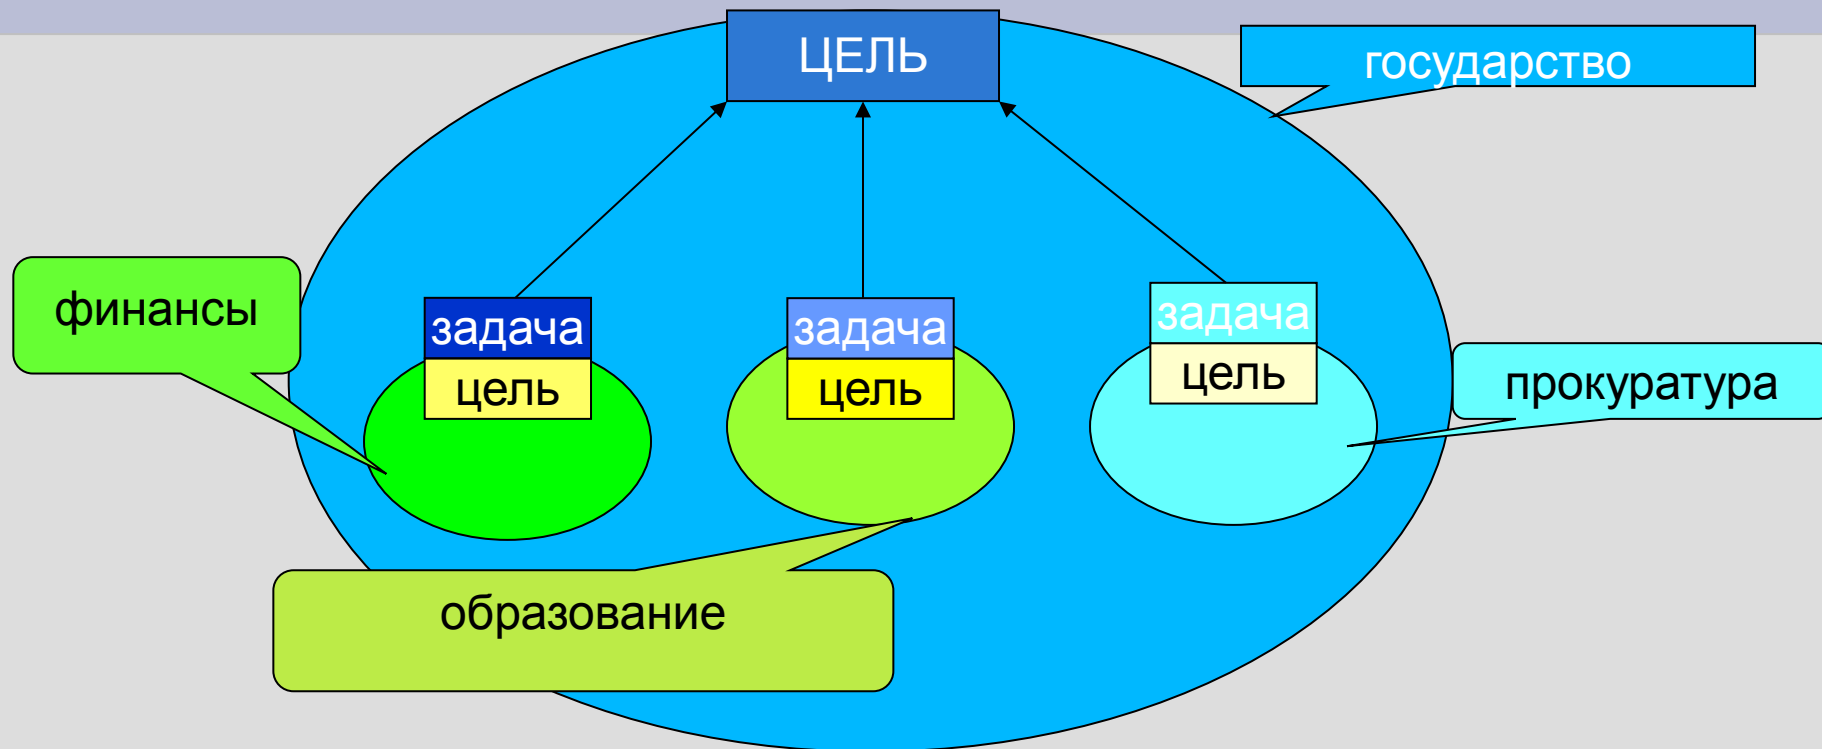 ЦЕЛЬ
государство
финансы
задача
цель
задача
цель
задача
цель
прокуратура
образование